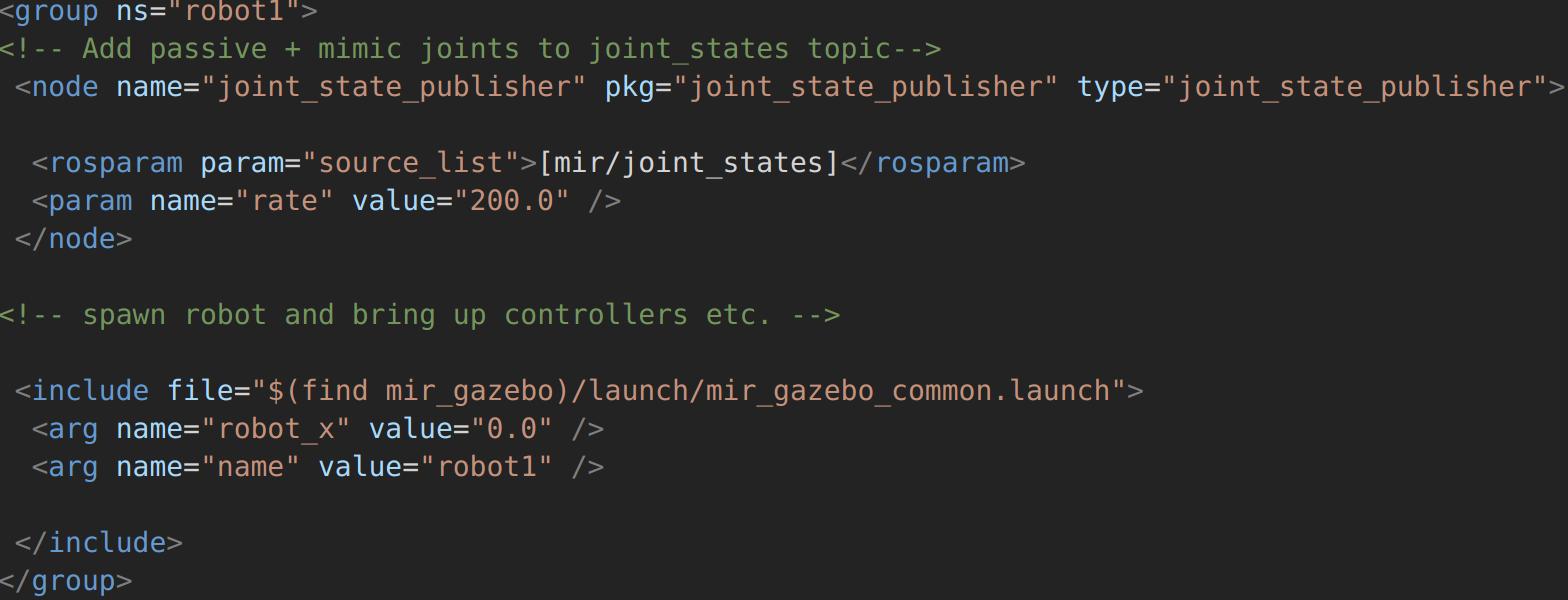 <group ns="robot1">
<!-- Add passive + mimic joints to joint_states topic-->
<node name="joint_state_publisher" pkg="joint_state_publisher" type="joint_state_publisher">
<rosparam param="source_list">[mir/joint_states]</rosparam>
<param name="rate" value="200.0" />
</node>
<!-- spawn robot and bring up controllers etc. -->
<include file="$(find mir_gazebo)/launch/mir_gazebo_common.launch">
<arg name="robot_x" value="0.0" />
<arg name="name" value="robot1" />
</include>
</group>